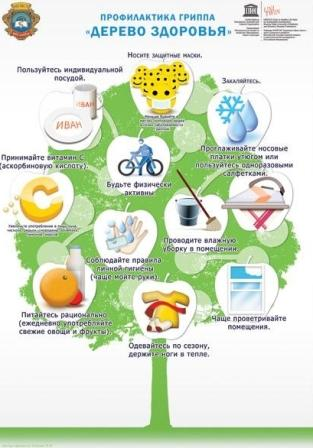 ПРОФИЛАКТИКА ГРИППА
«ДЕРЕВО ЗДОРОВЬЯ»
Носите защитные маски.
Пользуйтесь индивидуальной
посудой.
Закаляйтесь.
ИВАН
ИВАН
Проглаживайте носовые
платки утюгом или
пользуйтесь одноразовыми
салфетками.
Принимайте витамин С
(аскорбиновую кислоту).
Будьте физически
активны
С
Проводите влажную
уборку в помещении.
Соблюдайте правила
личной гигиены
(чаще мойте руки).
Питайтесь рационально
(ежедневно употребляйте
свежие овощи и фрукты).
Чаще проветривайте
помещения.
Одевайтесь по сезону,
держите ноги в тепле.